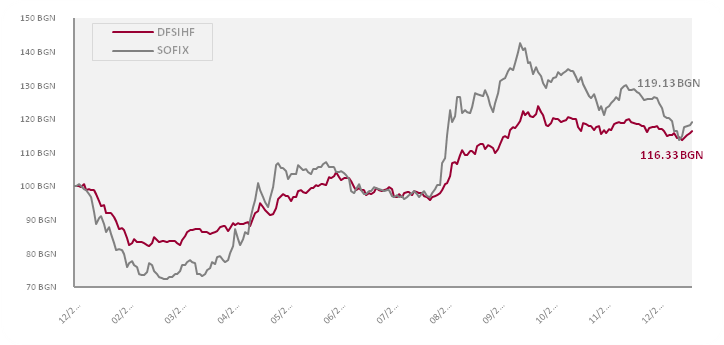 150 BGN
DFSIHF
SOFIX
140 BGN
130 BGN
119.13 BGN
120 BGN
116.33 BGN
110 BGN
100 BGN
90 BGN
80 BGN
70 BGN
12/2...
02/2...
03/2...
04/2...
05/2...
06/2...
07/2...
08/2...
09/2...
10/2...
11/2...
12/2...